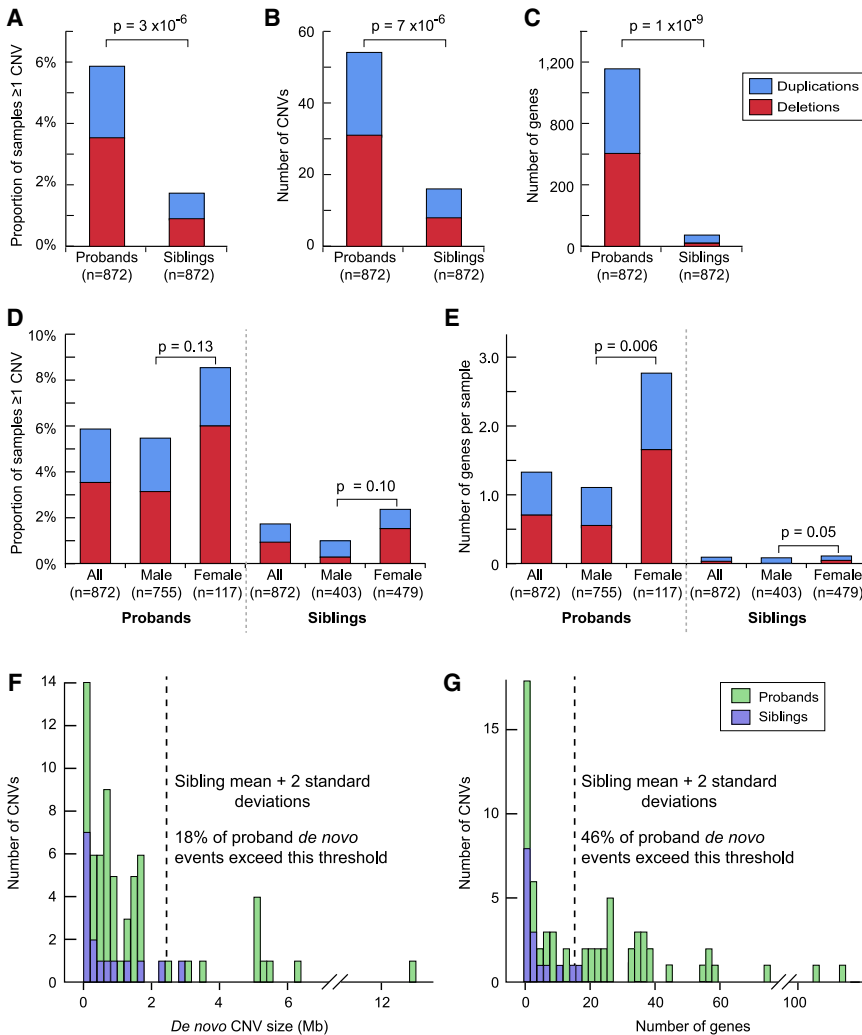 A
p = 3 x10-6
Proportion of samples ≥1 CNV
6%
4%
2%
0%
Probands
(n=872)
Siblings
(n=872)
B
p = 7 x10-6
Number of CNVs
60
40
20
0
Probands
(n=872)
Siblings
(n=872)
C
p = 1 x10-9
Number of genes
1,200
800
200
0
Probands
(n=872)
Siblings
(n=872)
Duplications
Deletions
D
Proportion of samples ≥1 CNV
10%
8%
6%
4%
2%
0%
p = 0.13
p = 0.10
All
(n=872)
Male
(n=755)
Female
(n=117)
All
(n=872)
Male
(n=403)
Female
(n=479)
Probands
Siblings
E
Number of genes per sample
3.0
2.0
1.0
0
p = 0.006
p = 0.05
All
(n=872)
Male
(n=755)
Female
(n=117)
All
(n=872)
Male
(n=403)
Female
(n=479)
Probands
Siblings
F
Number of CNVs
14
12
10
8
6
4
2
0
Sibling mean + 2 standard
deviations
18% of proband de novo
events exceed this threshold
0
2
4
6
12
De novo CNV size (Mb)
G
Number of CNVs
15
10
5
0
Probands
Siblings
Sibling mean + 2 standard
deviations
46% of proband de novo
events exceed this threshold
0
20
40
60
100
Number of genes